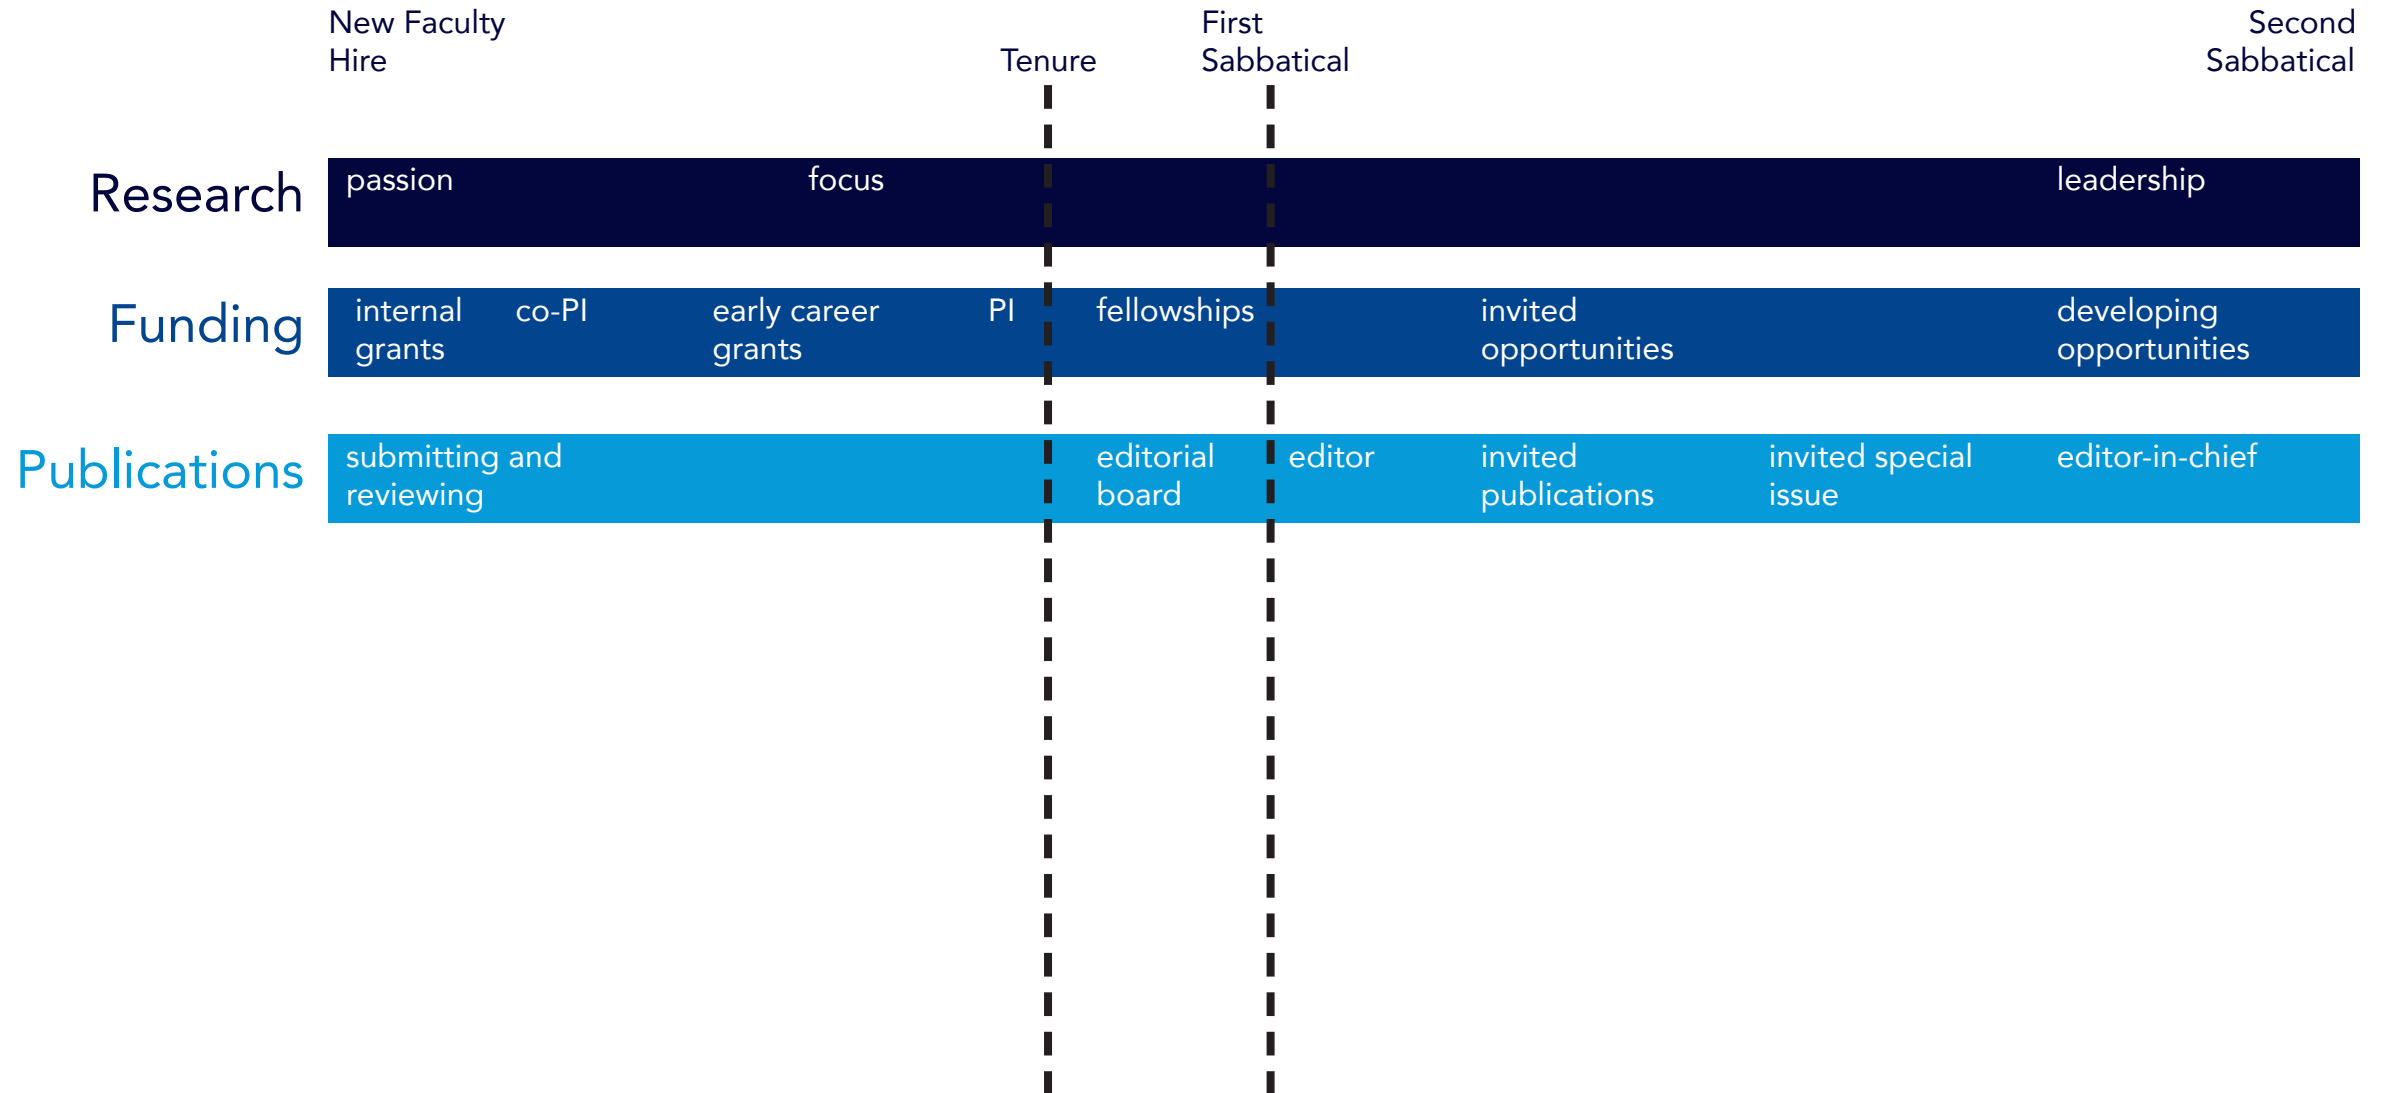 New Faculty
Hire
Tenure
First
Sabbatical
Second
Sabbatical
Research
passion
focus
leadership
Funding
internal
grants
co-PI
early career
grants
PI
fellowships
invited
opportunities
developing
opportunities
Publications
submitting and
reviewing
editorial
board
editor
invited
publications
invited special
issue
editor-in-chief